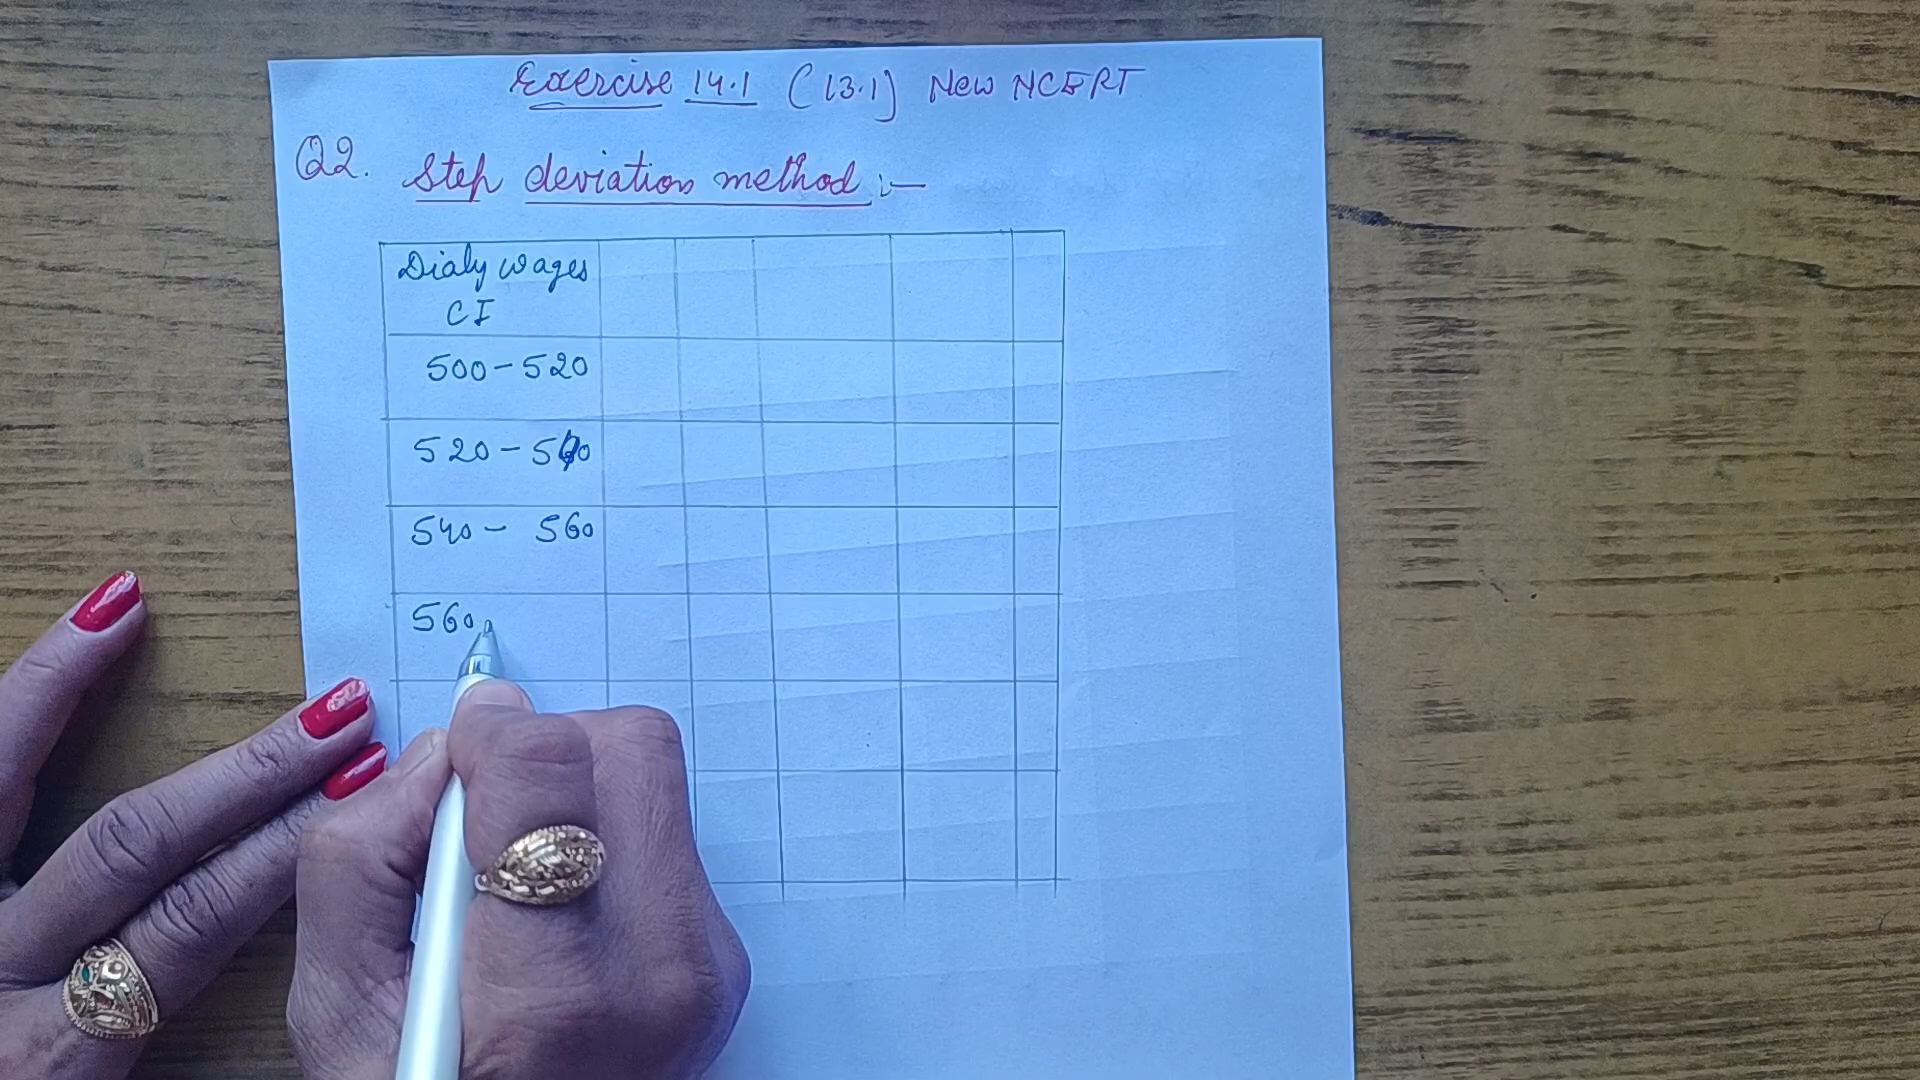 Exercise 14.1 (13.1) New NCERT
Q2. Step deviation method :-
Dialy wages
CI
500-520
520-540
540- 560
560